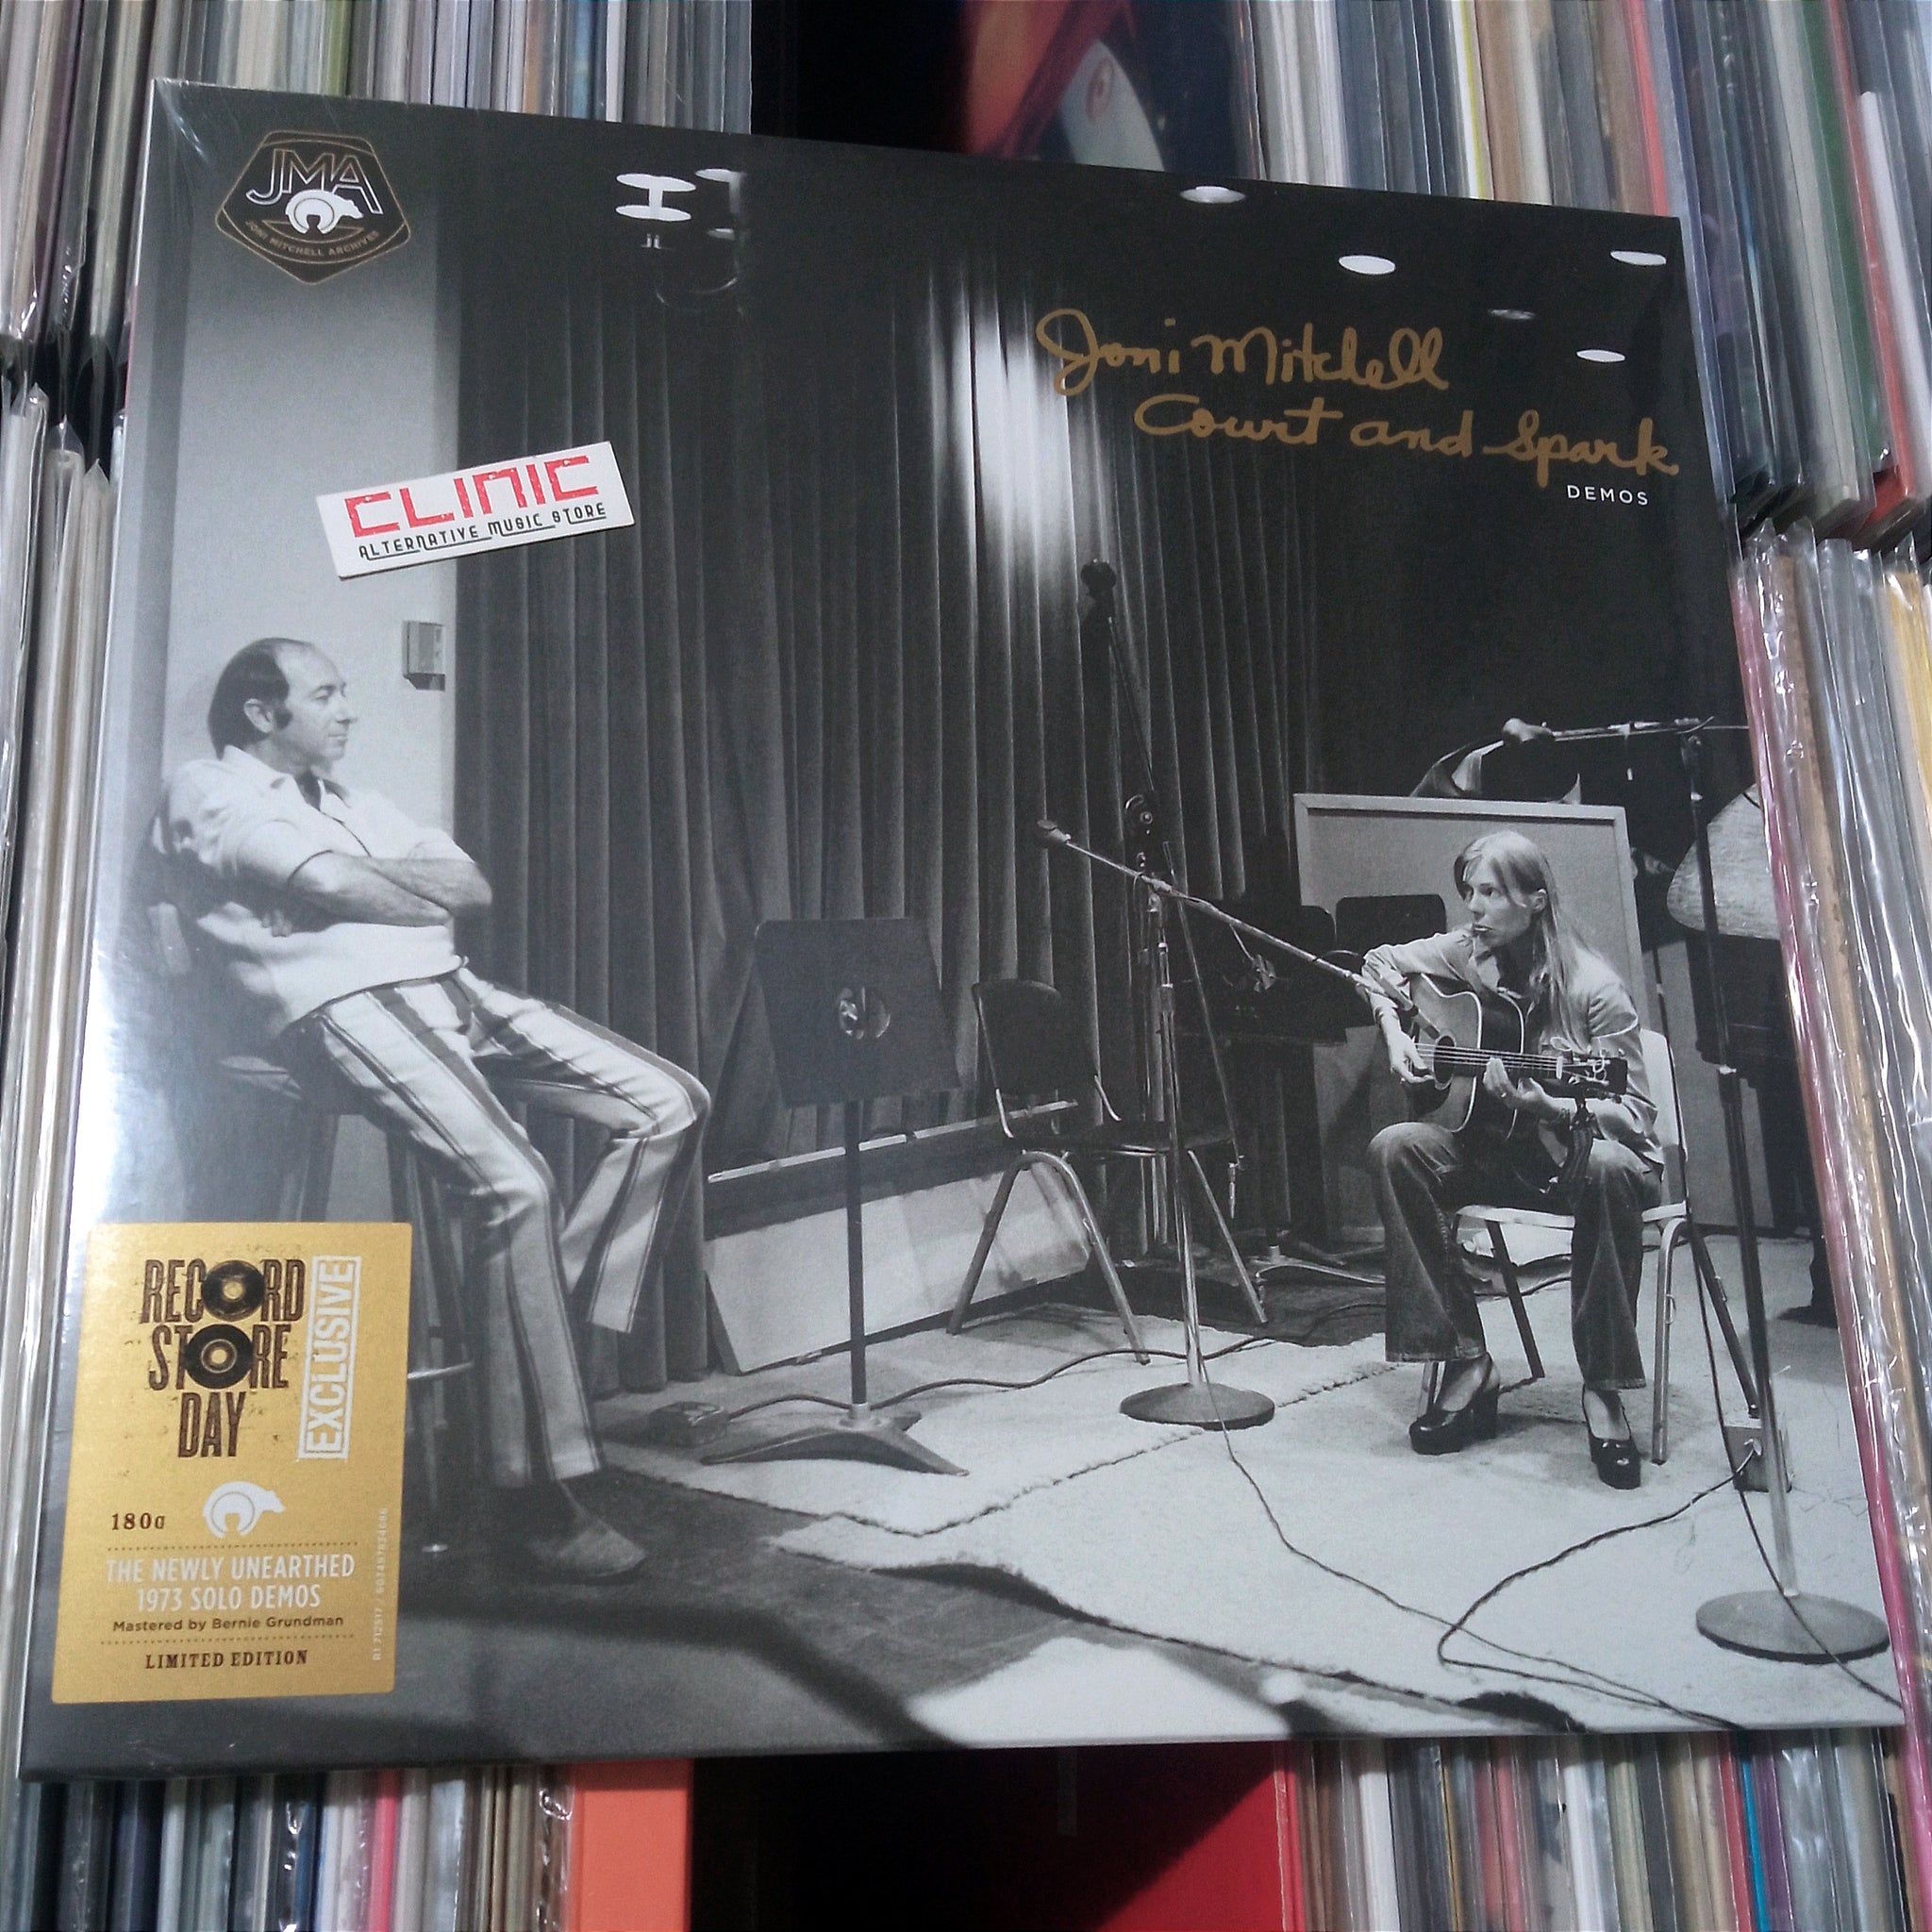 JMA
JONI MITCHELL ARCHIVES
Joni Mitchell
Court and Spark
DEMOS
CLINIC
ALTERNATIVE MUSIC STORE
RECORD
STORE
DAY
EXCLUSIVE
180G
THE NEWLY UNEARTHED
1973 SOLO DEMOS
Mastered by Bernie Grundman
LIMITED EDITION